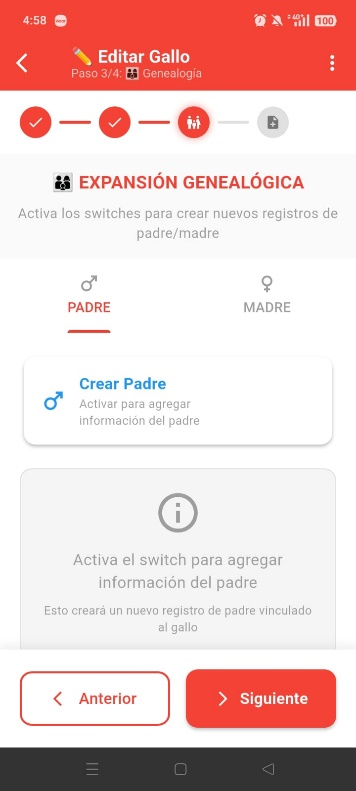 4:58
100
Editar Gallo
Paso 3/4: Genealogía
EXPANSIÓN GENEALÓGICA
Activa los switches para crear nuevos registros de
padre/madre
PADRE
MADRE
Crear Padre
Activar para agregar
información del padre
Activa el switch para agregar
información del padre
Esto creará un nuevo registro de padre vinculado
al gallo
Anterior
Siguiente